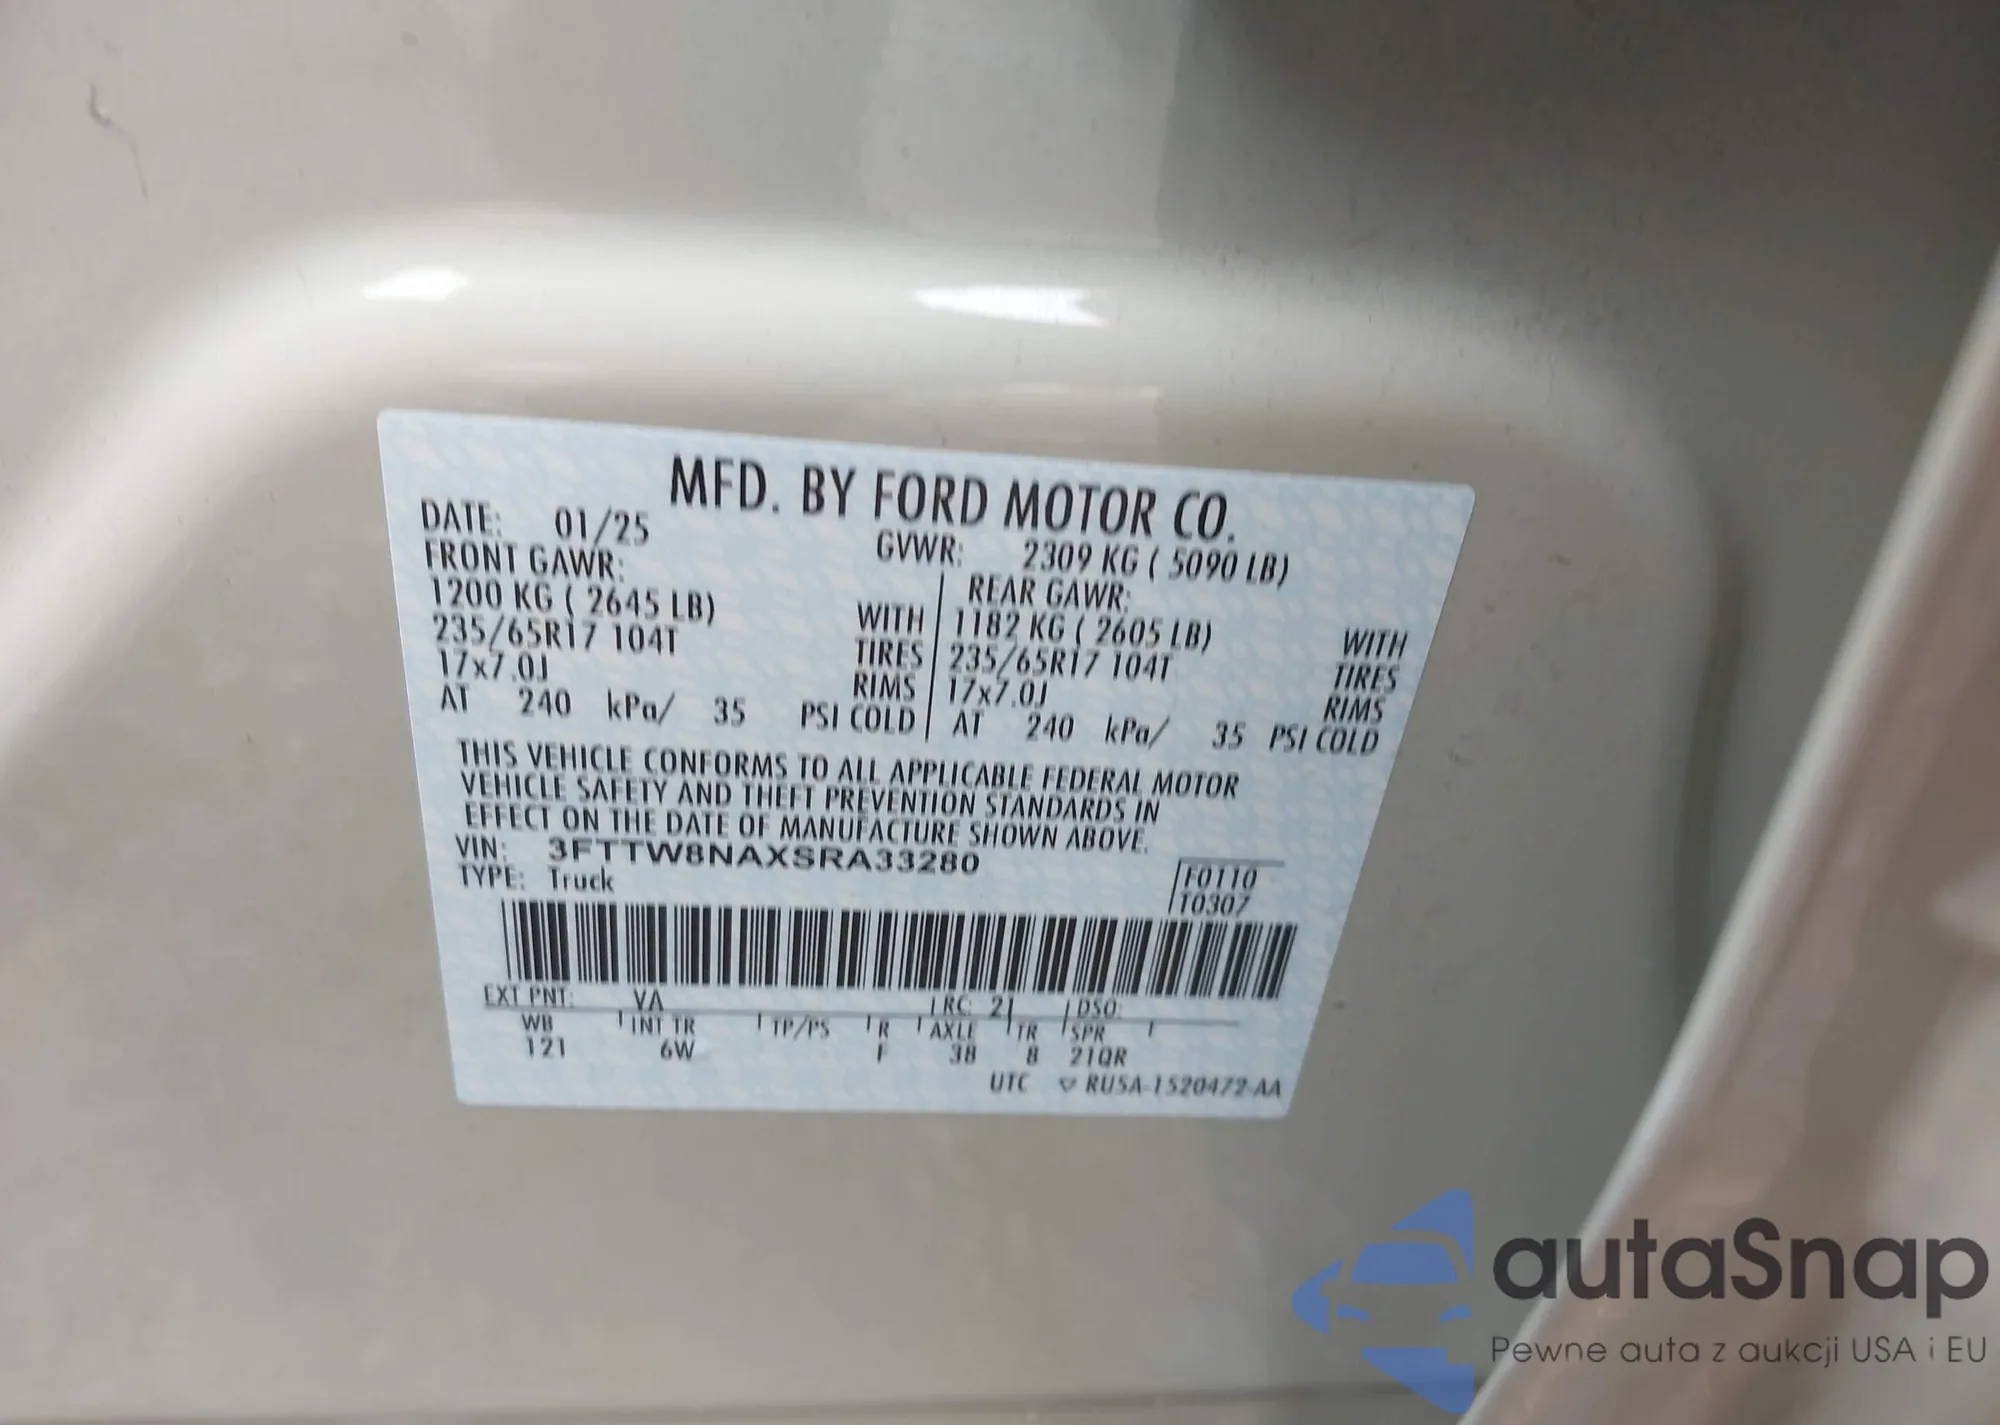 MFD. BY FORD MOTOR CO.
DATE: 01/25 GVWR: 2309 KG ( 5090 LB)
FRONT GAWR: REAR GAWR:
1200 KG ( 2645 LB) WITH 1182 KG ( 2605 LB) WITH
235/65R17 104T TIRES 235/65R17 104T TIRES
17x7.0J RIMS 17x7.0J RIMS
AT 240 kPa/ 35 PSI COLD AT 240 kPa/ 35 PSI COLD
THIS VEHICLE CONFORMS TO ALL APPLICABLE FEDERAL MOTOR
VEHICLE SAFETY AND THEFT PREVENTION STANDARDS IN
EFFECT ON THE DATE OF MANUFACTURE SHOWN ABOVE.
VIN: 3FTTW8NAXSRA33280
TYPE: Truck
F0110
T0307
EXT PNT: VA RC: 21 DSO:
WB INT TR TP/PS R AXLE TR SPR
121 6W F 38 8 21QR
UTC RU5A-1520472-AA
autaSnap
Pewne auta z aukcji USA i EU